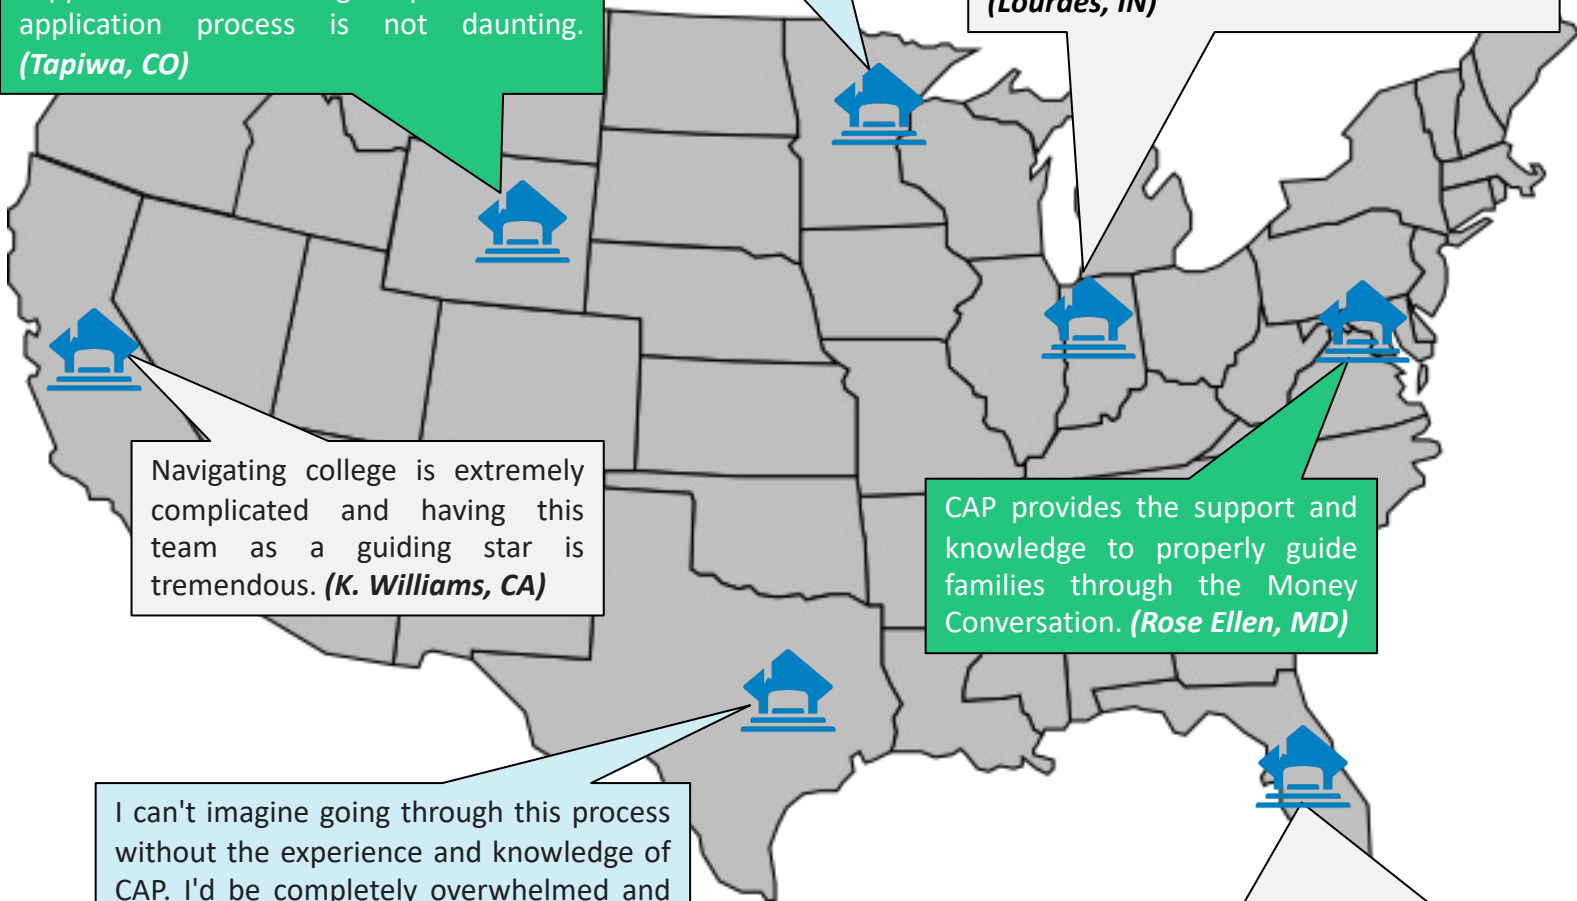 application process is not daunting.
(Tapiwa, CO)
(Lourdes, IN)
Navigating college is extremely
complicated and having this
team as a guiding star is
tremendous. (K. Williams, CA)
CAP provides the support and
knowledge to properly guide
families through the Money
Conversation. (Rose Ellen, MD)
I can't imagine going through this process
without the experience and knowledge of
CAP. I'd be completely overwhelmed and